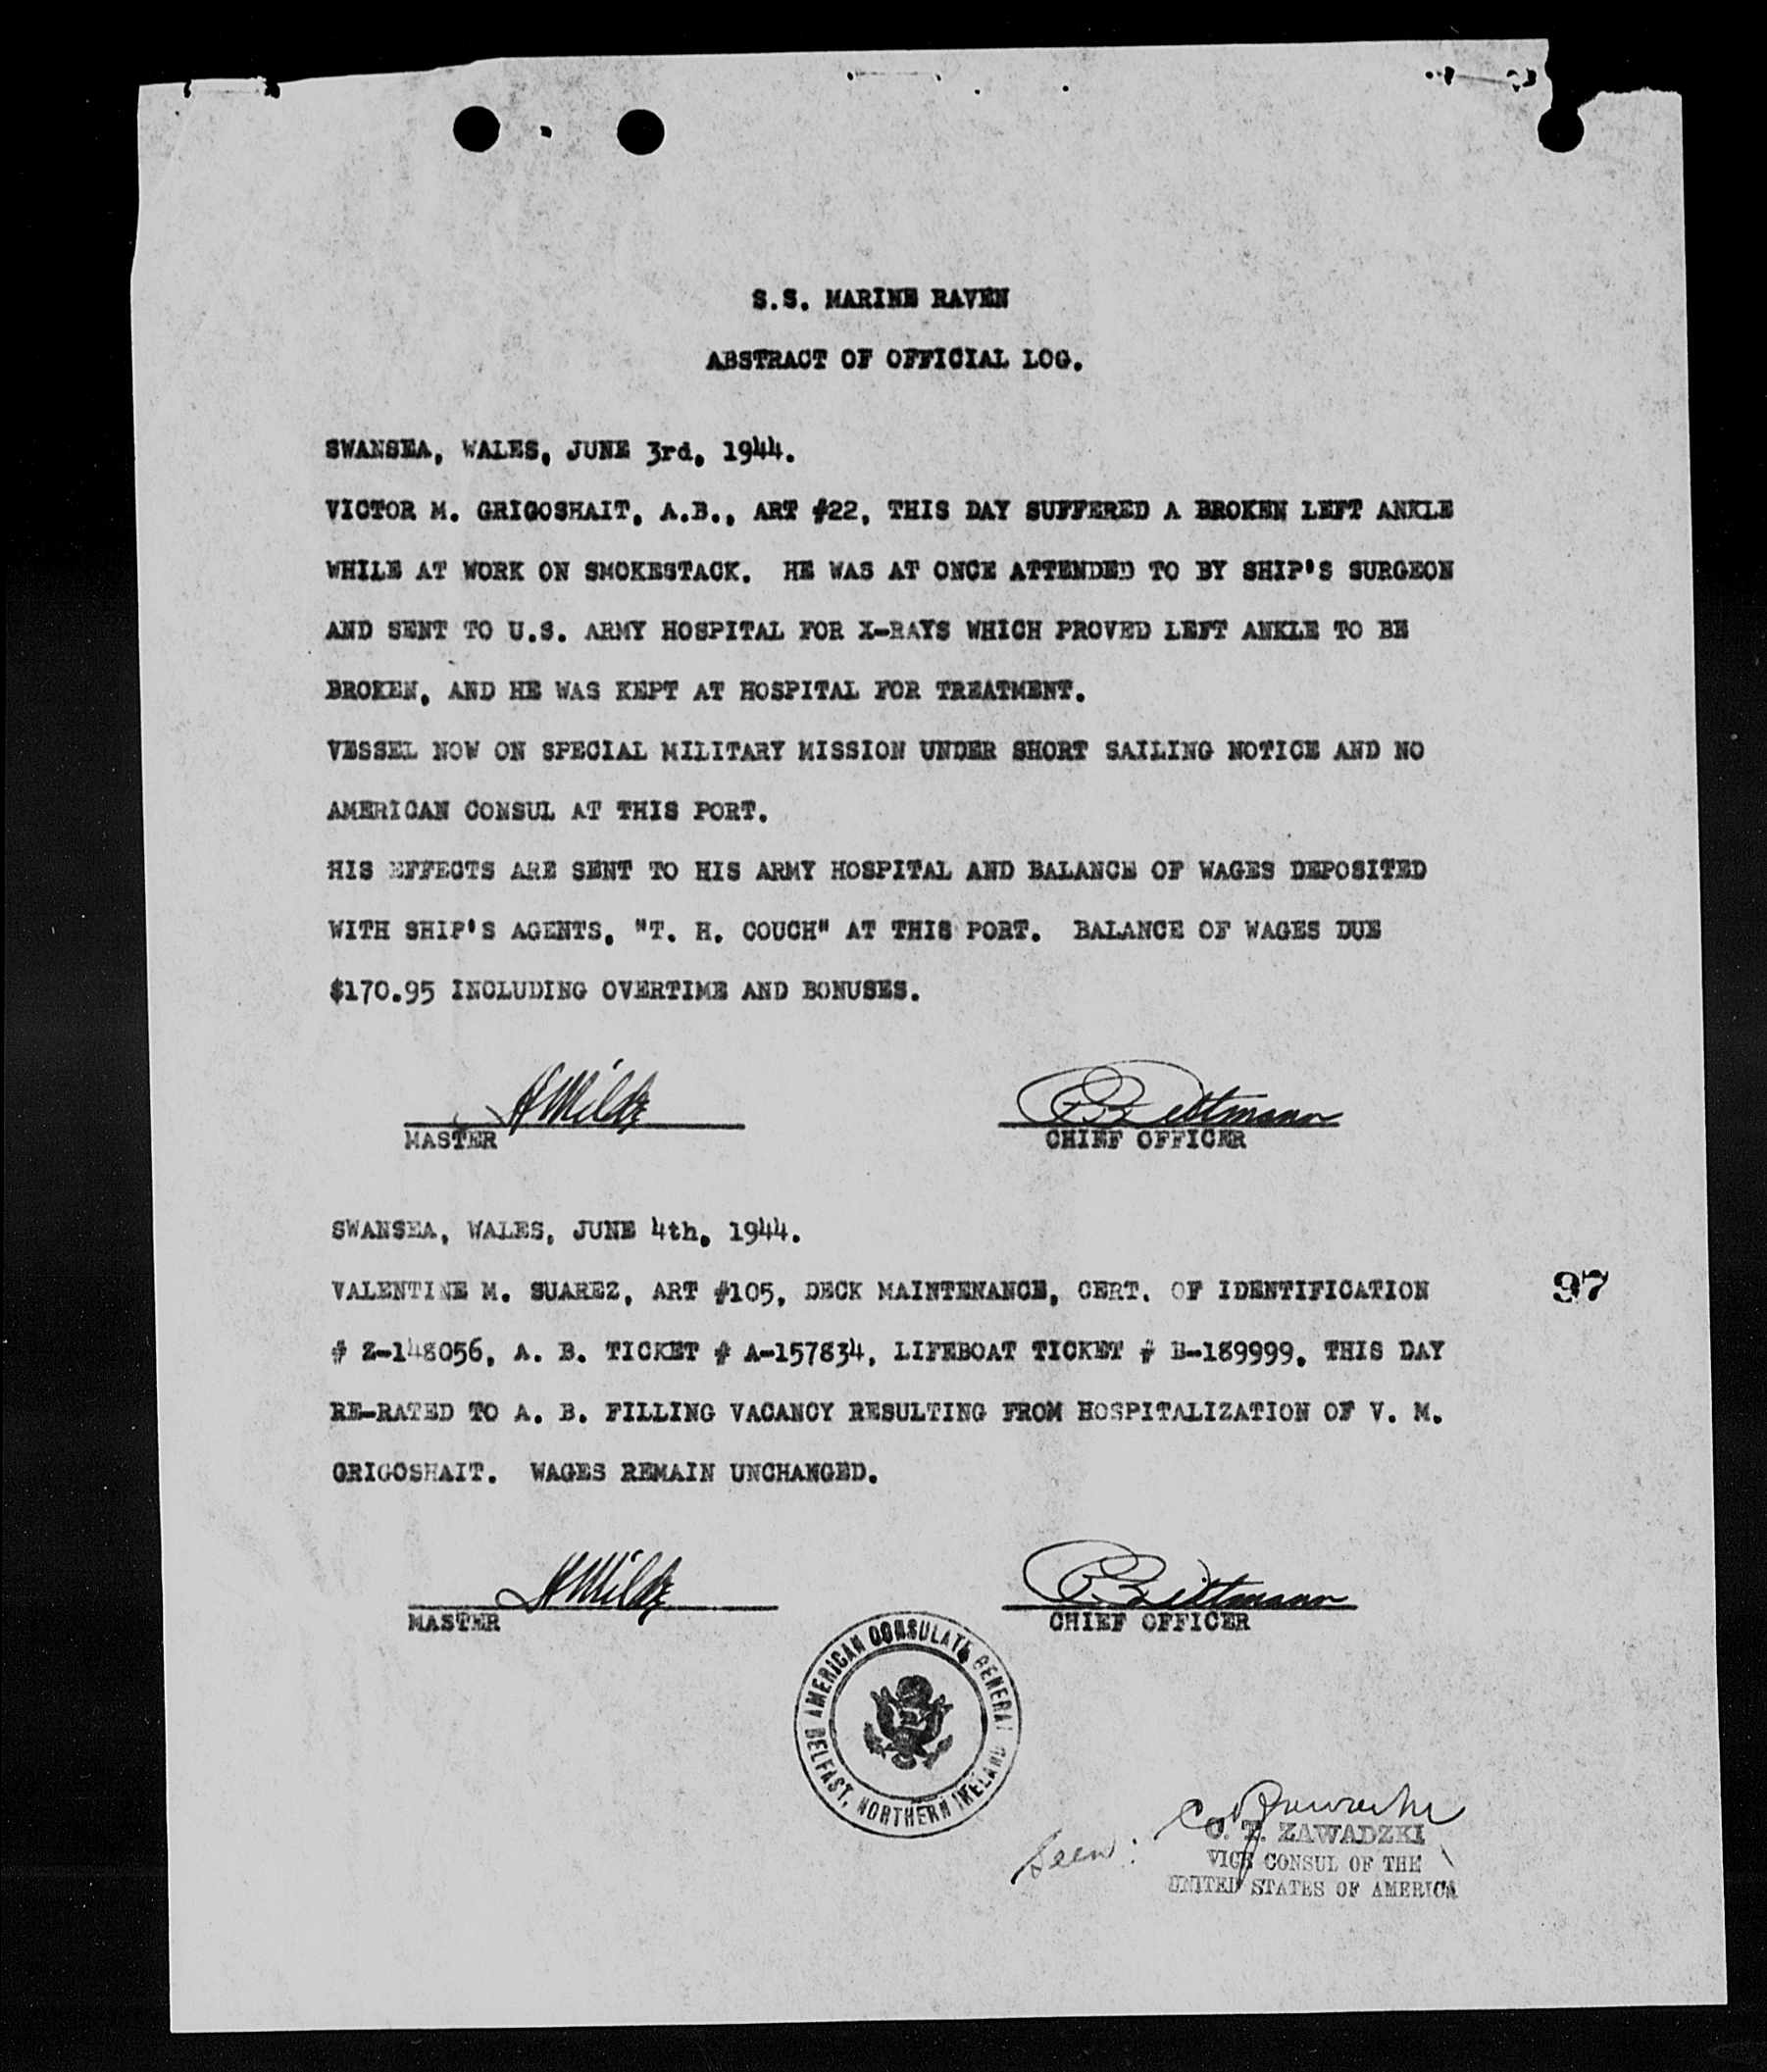 S.S. MARINE RAVEN
ABSTRACT OF OFFICIAL LOG.
SWANSEA, WALES, JUNE 3rd, 1944.
VICTOR M. GRIGOSHAIT, A.B., ART #22, THIS DAY SUFFERED A BROKEN LEFT ANKLE
WHILE AT WORK ON SMOKESTACK. HE WAS AT ONCE ATTENDED TO BY SHIP'S SURGEON
AND SENT TO U.S. ARMY HOSPITAL FOR X-RAYS WHICH PROVED LEFT ANKLE TO BE
BROKEN, AND HE WAS KEPT AT HOSPITAL FOR TREATMENT.
VESSEL NOW ON SPECIAL MILITARY MISSION UNDER SHORT SAILING NOTICE AND NO
AMERICAN CONSUL AT THIS PORT.
HIS EFFECTS ARE SENT TO HIS ARMY HOSPITAL AND BALANCE OF WAGES DEPOSITED
WITH SHIP'S AGENTS, "T. H. COUCH" AT THIS PORT. BALANCE OF WAGES DUE
$170.95 INCLUDING OVERTIME AND BONUSES.
MASTER CHIEF OFFICER
SWANSEA, WALES, JUNE 4th, 1944.
VALENTINE M. SUAREZ, ART #105, DECK MAINTENANCE, CERT. OF IDENTIFICATION
97
# Z-148056, A. B. TICKET # A-157834, LIFEBOAT TICKET # B-189999, THIS DAY
RE-RATED TO A. B. FILLING VACANCY RESULTING FROM HOSPITALIZATION OF V. M.
GRIGOSHAIT. WAGES REMAIN UNCHANGED.
MASTER CHIEF OFFICER
AMERICAN CONSULATE GENERAL
BELFAST, NORTHERN IRELAND
Seen:
C. T. ZAWADZKI
VICE CONSUL OF THE
UNITED STATES OF AMERICA